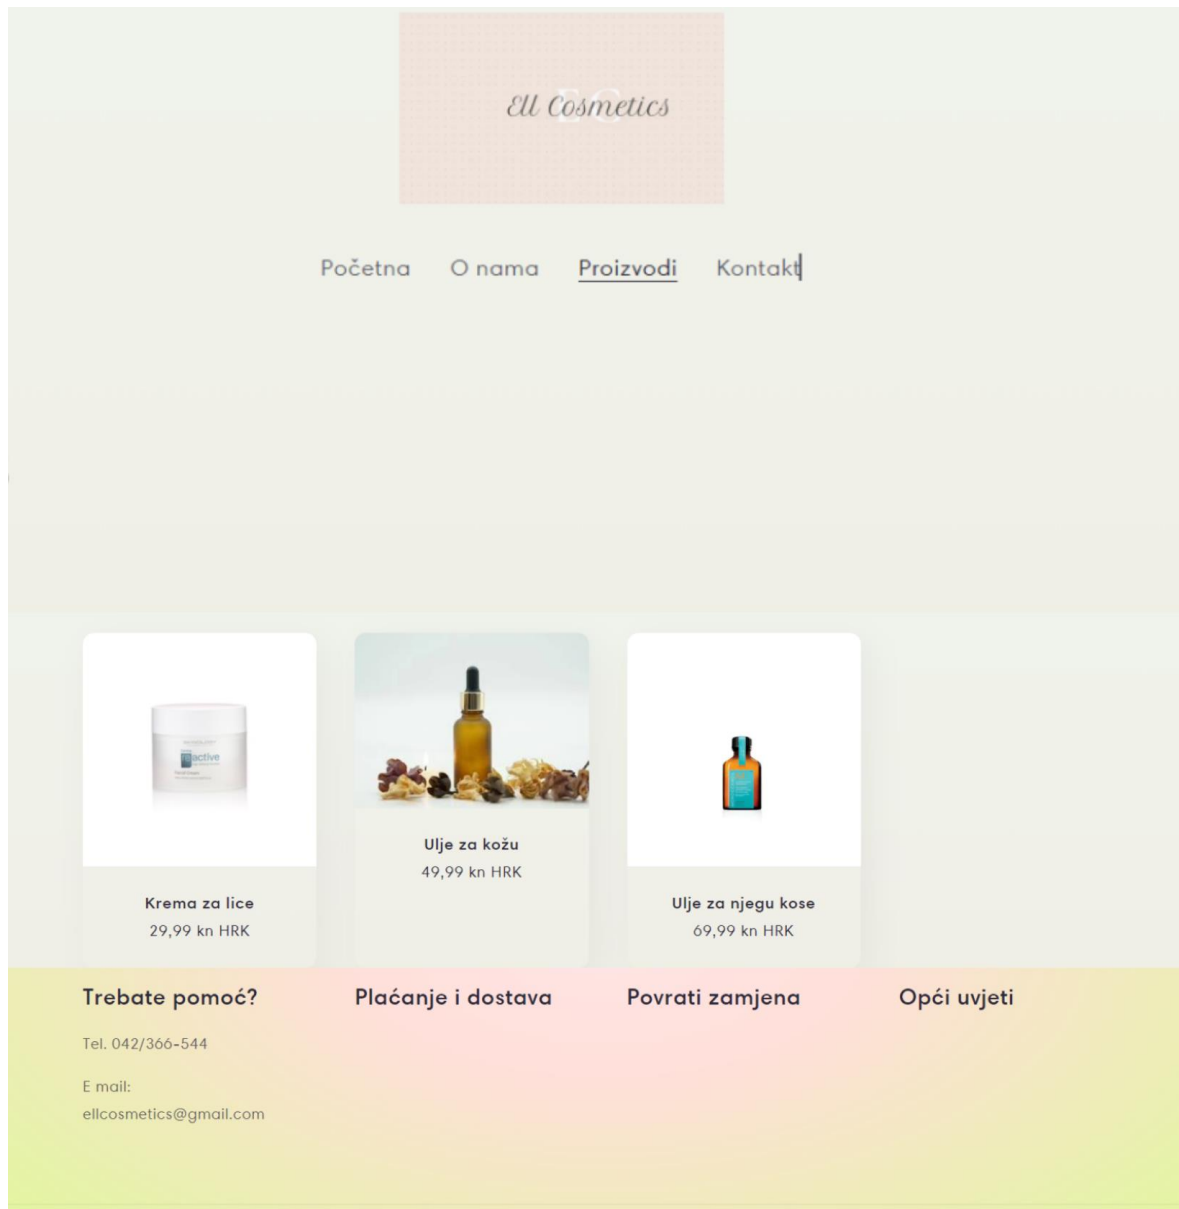 Ell Cosmetics
E C
Početna O nama Proizvodi Kontakt
active
Facial Cream
Krema za lice
29,99 kn HRK
Ulje za kožu
49,99 kn HRK
Ulje za njegu kose
69,99 kn HRK
Trebate pomoć? Plaćanje i dostava Povrati zamjena Opći uvjeti
Tel. 042/366-544
E mail:
ellcosmetics@gmail.com